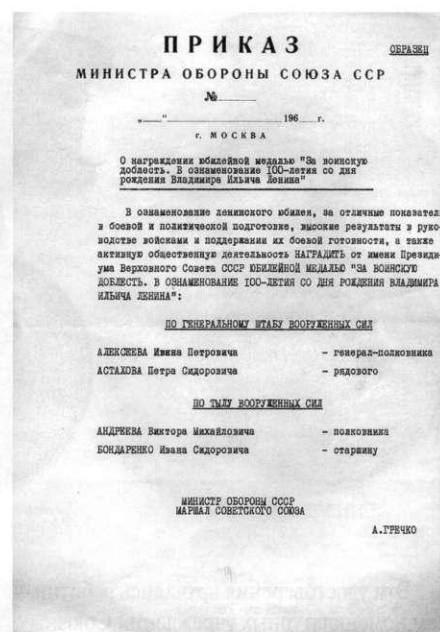 ПРИКАЗ
ОБРАЗЕЦ
МИНИСТРА ОБОРОНЫ СОЮЗА ССР
№
"    " 196   г.
г. МОСКВА
О награждении юбилейной медалью "За воинскую
доблесть. В ознаменование 100-летия со дня
рождения Владимира Ильича Ленина"
В ознаменование ленинского юбилея, за отличные показател
в боевой и политической подготовке, высокие результаты в руко-
водстве войсками и поддержании их боевой готовности, а также
активную общественную деятельность НАГРАДИТЬ от имени Президи
ума Верховного Совета СССР ЮБИЛЕЙНОЙ МЕДАЛЬЮ "ЗА ВОИНСКУЮ
ДОБЛЕСТЬ. В ОЗНАМЕНОВАНИЕ 100-ЛЕТИЯ СО ДНЯ РОЖДЕНИЯ ВЛАДИМИРА
ИЛЬИЧА ЛЕНИНА":
ПО ГЕНЕРАЛЬНОМУ ШТАБУ ВООРУЖЕННЫХ СИЛ
АЛЕКСЕЕВА Ивана Петровича - генерал-полковника
АСТАХОВА Петра Сидоровича - рядового
ПО ТЫЛУ ВООРУЖЕННЫХ СИЛ
АНДРЕЕВА Виктора Михайловича - полковника
БОНДАРЕНКО Ивана Сидоровича - старшину
МИНИСТР ОБОРОНЫ СССР
МАРШАЛ СОВЕТСКОГО СОЮЗА
А.ГРЕЧКО